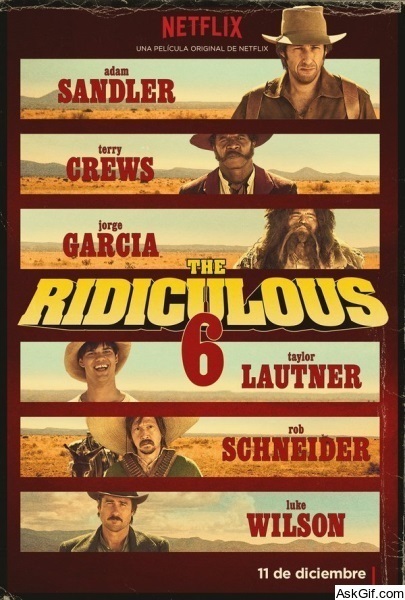 NETFLIX
UNA PELÍCULA ORIGINAL DE NETFLIX
adam
SANDLER
terry
CREWS
jorge
GARCIA
THE
RIDICULOUS
6
taylor
LAUTNER
rob
SCHNEIDER
luke
WILSON
11 de diciembre
AskGif.com